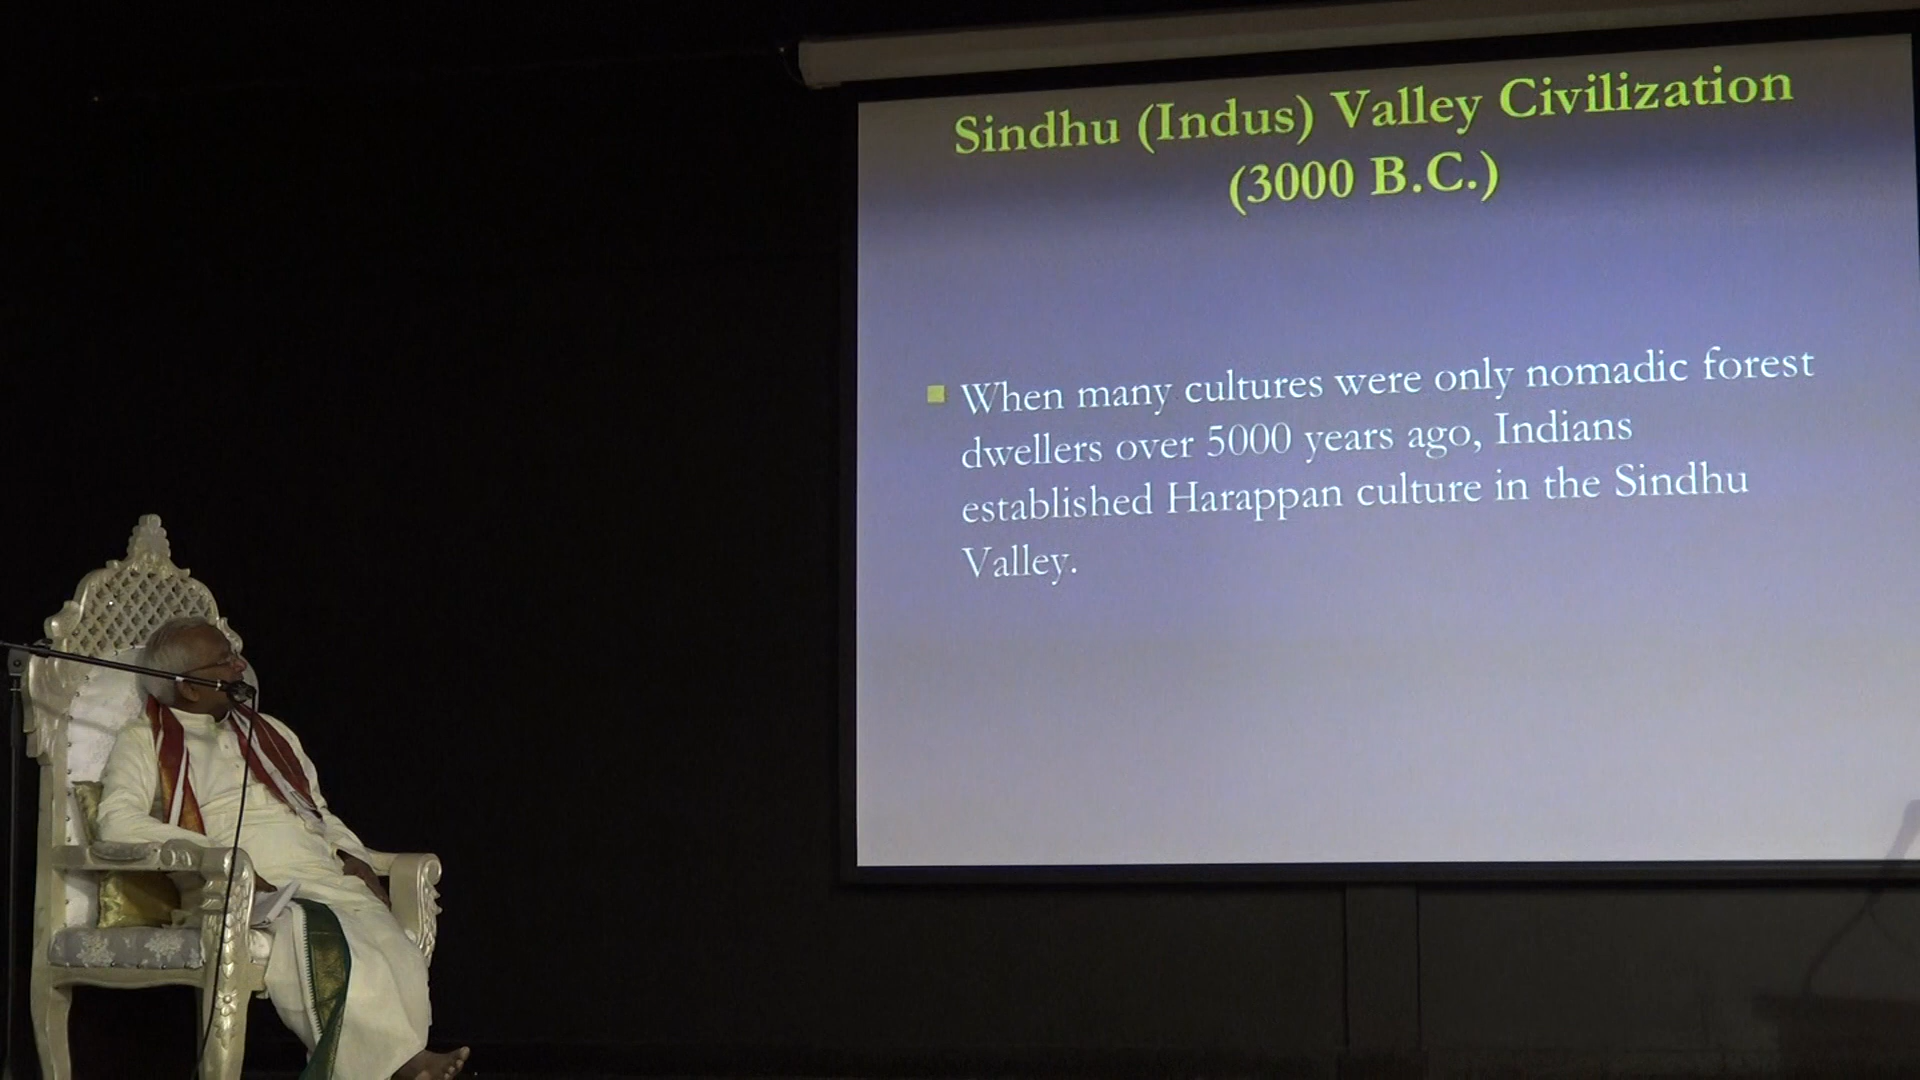 Sindhu (Indus) Valley Civilization
(3000 B.C.)
When many cultures were only nomadic forest
dwellers over 5000 years ago, Indians
established Harappan culture in the Sindhu
Valley.